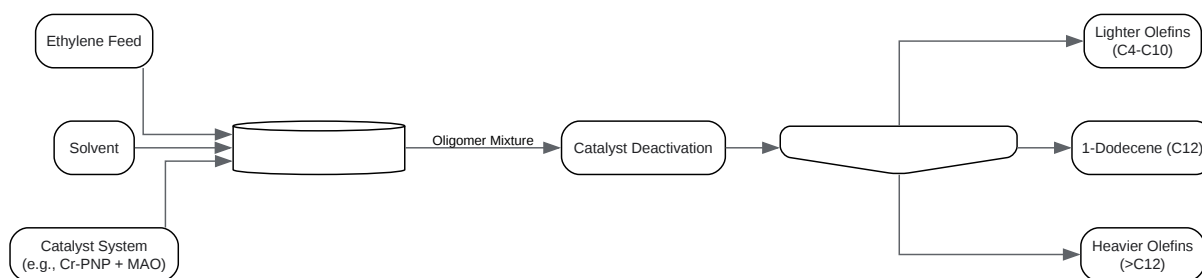 Ethylene Feed
Solvent
Catalyst System
(e.g., Cr-PNP + MAO)
Oligomer Mixture
Catalyst Deactivation
Lighter Olefins
(C4-C10)
1-Dodecene (C12)
Heavier Olefins
(>C12)